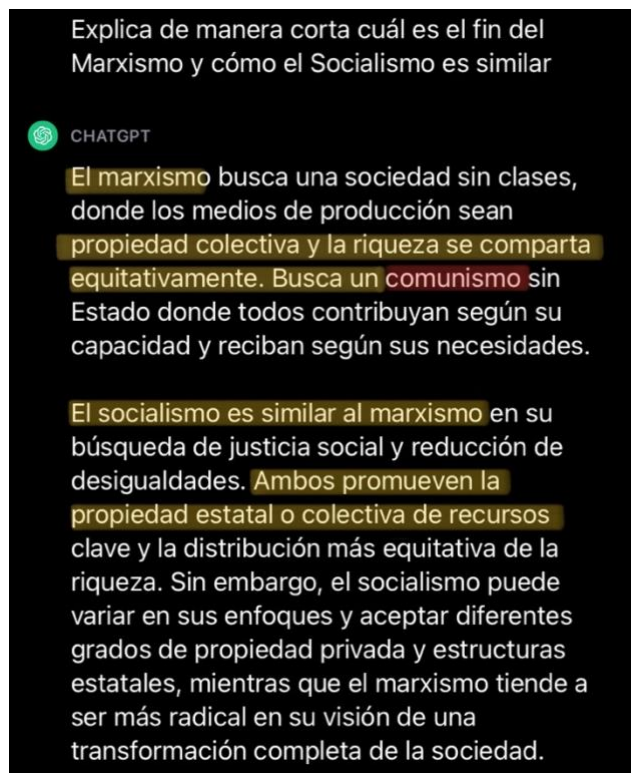 Explica de manera corta cuál es el fin del
Marxismo y cómo el Socialismo es similar
CHATGPT
El marxismo busca una sociedad sin clases,
donde los medios de producción sean
propiedad colectiva y la riqueza se comparta
equitativamente. Busca un comunismo sin
Estado donde todos contribuyan según su
capacidad y reciban según sus necesidades.
El socialismo es similar al marxismo en su
búsqueda de justicia social y reducción de
desigualdades. Ambos promueven la
propiedad estatal o colectiva de recursos
clave y la distribución más equitativa de la
riqueza. Sin embargo, el socialismo puede
variar en sus enfoques y aceptar diferentes
grados de propiedad privada y estructuras
estatales, mientras que el marxismo tiende a
ser más radical en su visión de una
transformación completa de la sociedad.